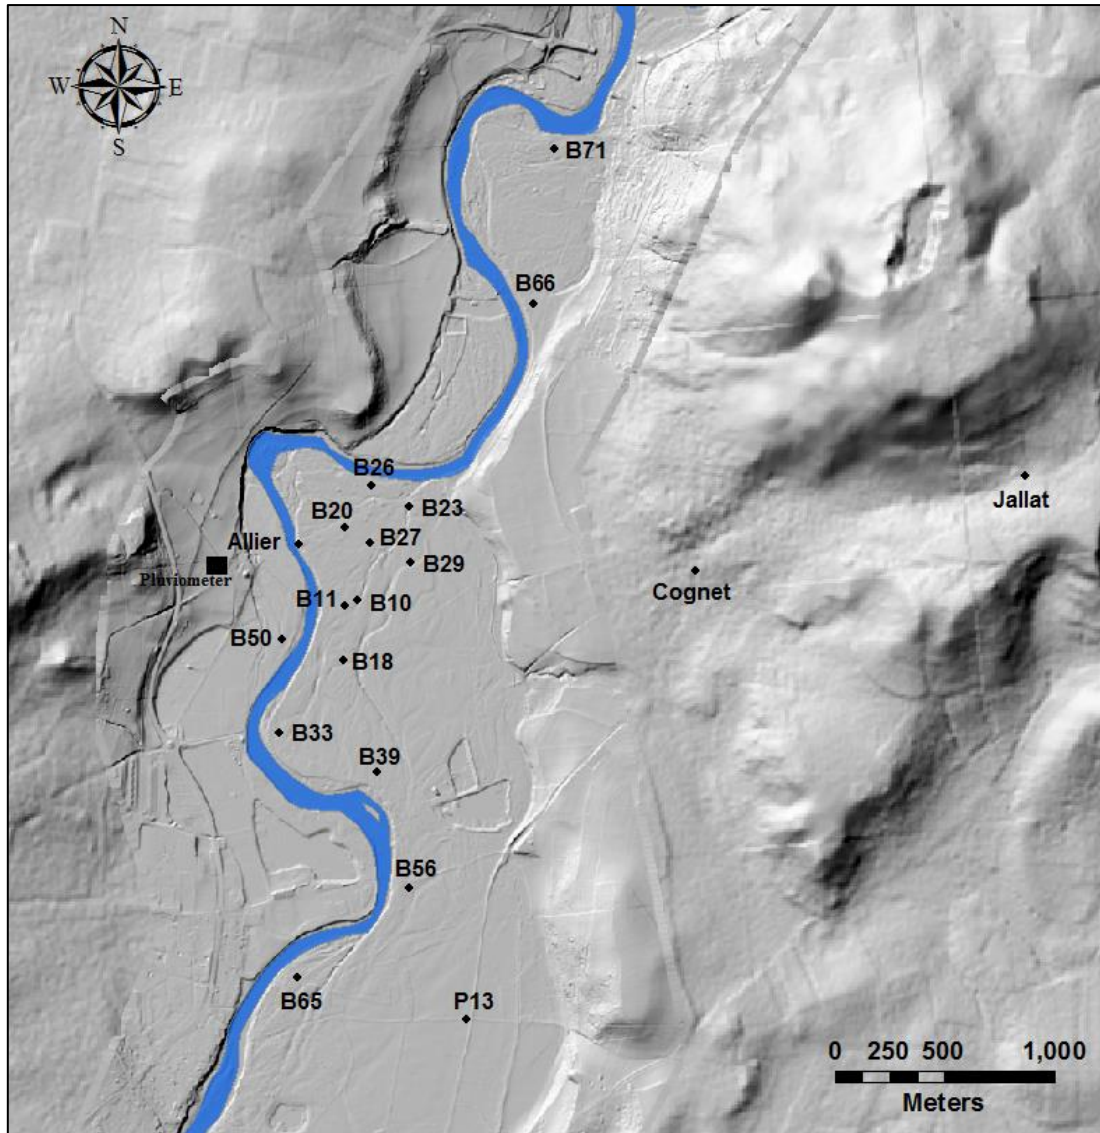 N
W E
S
B71
B66
B26
B23
B20
Allier
B27
B29
Pluviometer
Jallat
Cognet
B11
B10
B50
B18
B33
B39
B56
B65
P13
0 250 500 1,000
Meters